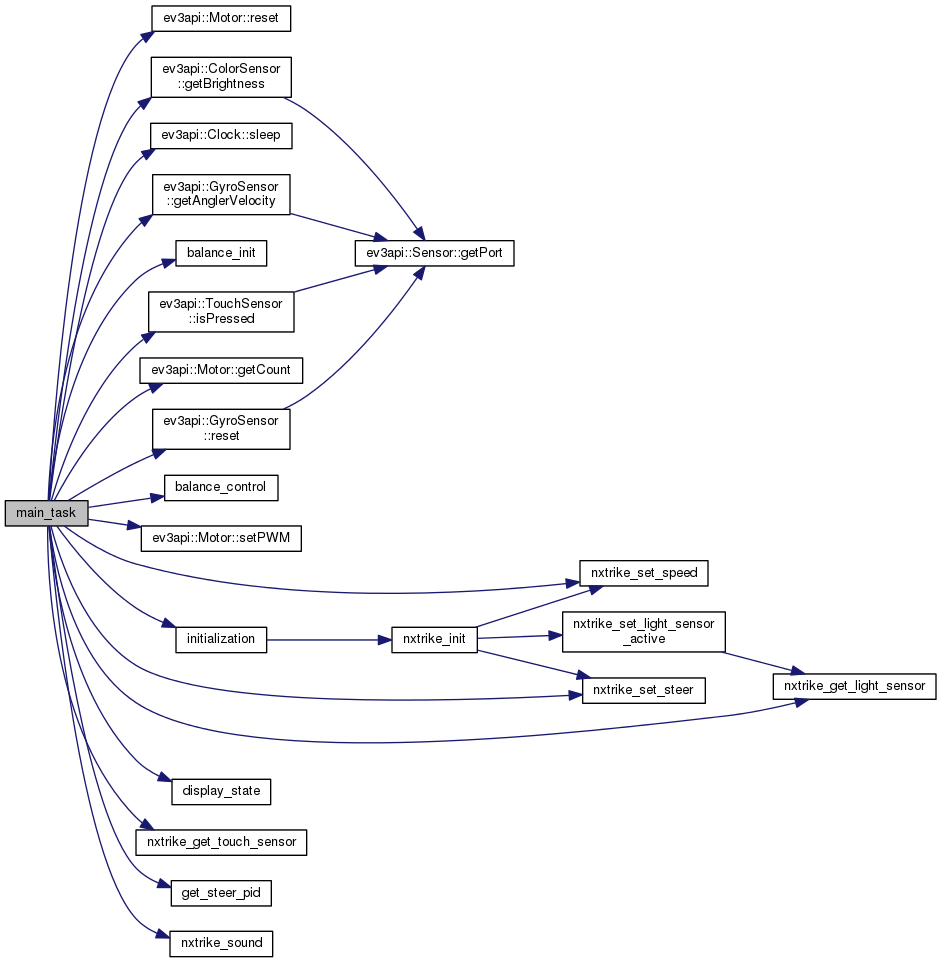 ev3api::Motor::reset
ev3api::ColorSensor
::getBrightness
ev3api::Clock::sleep
ev3api::GyroSensor
::getAnglerVelocity
balance_init
ev3api::Sensor::getPort
ev3api::TouchSensor
::isPressed
ev3api::Motor::getCount
ev3api::GyroSensor
::reset
balance_control
main_task
ev3api::Motor::setPWM
nxtrike_set_speed
initialization
nxtrike_init
nxtrike_set_light_sensor
_active
nxtrike_set_steer
nxtrike_get_light_sensor
display_state
nxtrike_get_touch_sensor
get_steer_pid
nxtrike_sound